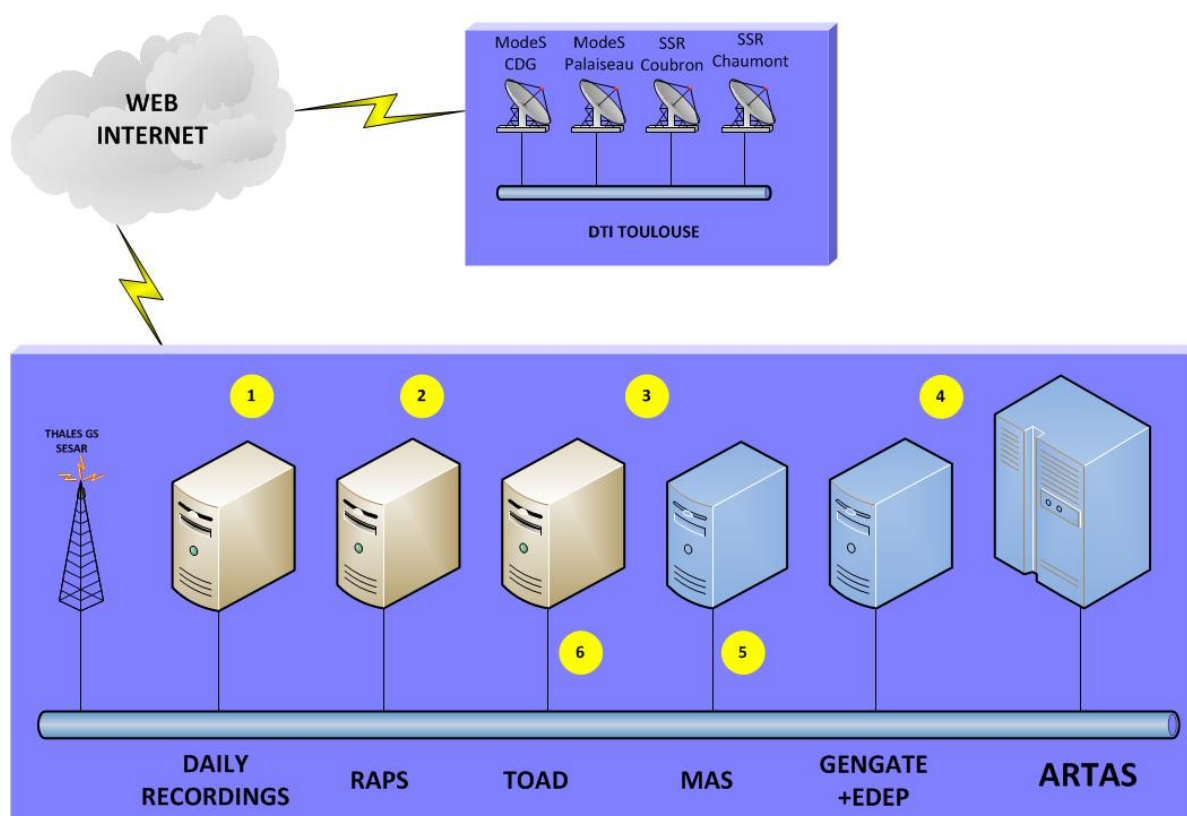 WEB
INTERNET
ModeS
CDG
ModeS
Palaiseau
SSR
Coubron
SSR
Chaumont
DTI TOULOUSE
1
2
3
4
THALES GS
SESAR
6
5
DAILY
RECORDINGS
RAPS
TOAD
MAS
GENGATE
+EDEP
ARTAS